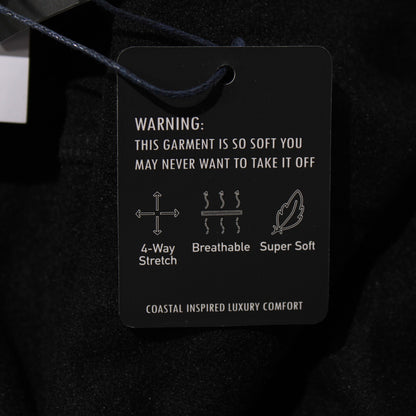 WARNING:
THIS GARMENT IS SO SOFT YOU
MAY NEVER WANT TO TAKE IT OFF
4-Way
Stretch
Breathable
Super Soft
COASTAL INSPIRED LUXURY COMFORT